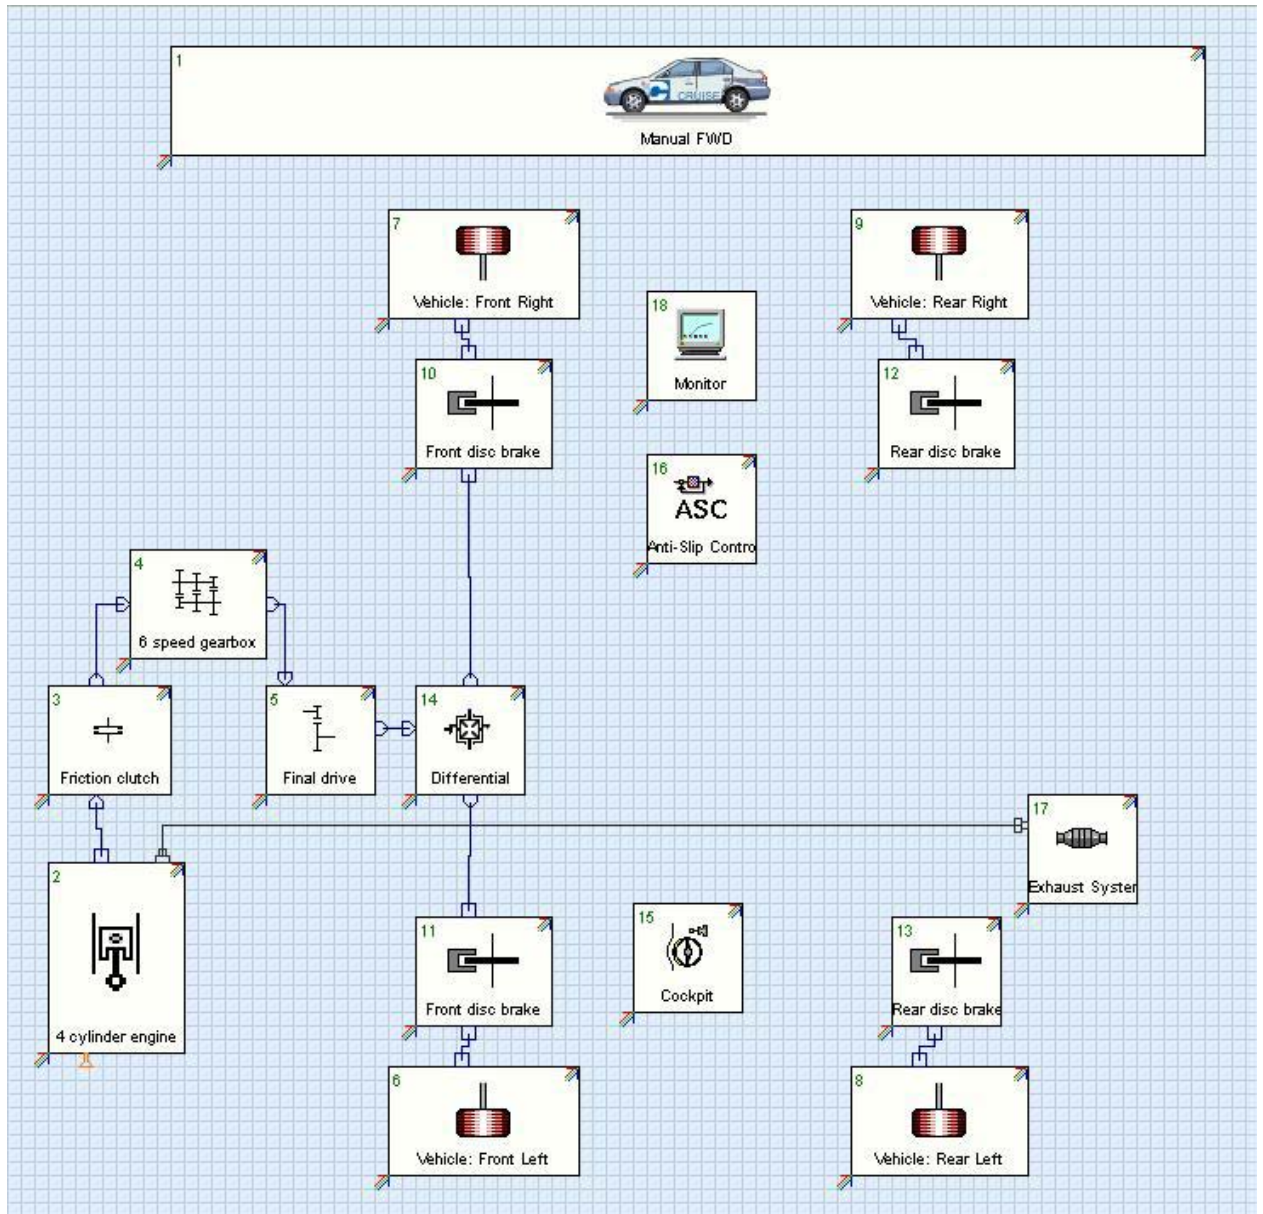 1
CRUISE
Manual FWD
7
Vehicle: Front Right
9
Vehicle: Rear Right
18
Monitor
10
Front disc brake
12
Rear disc brake
16
ASC
Anti-Slip Contro
4
6 speed gearbox
3
Friction clutch
5
Final drive
14
Differential
17
Exhaust Syster
2
4 cylinder engine
11
Front disc brake
15
Cockpit
13
Rear disc brake
6
Vehicle: Front Left
8
Vehicle: Rear Left